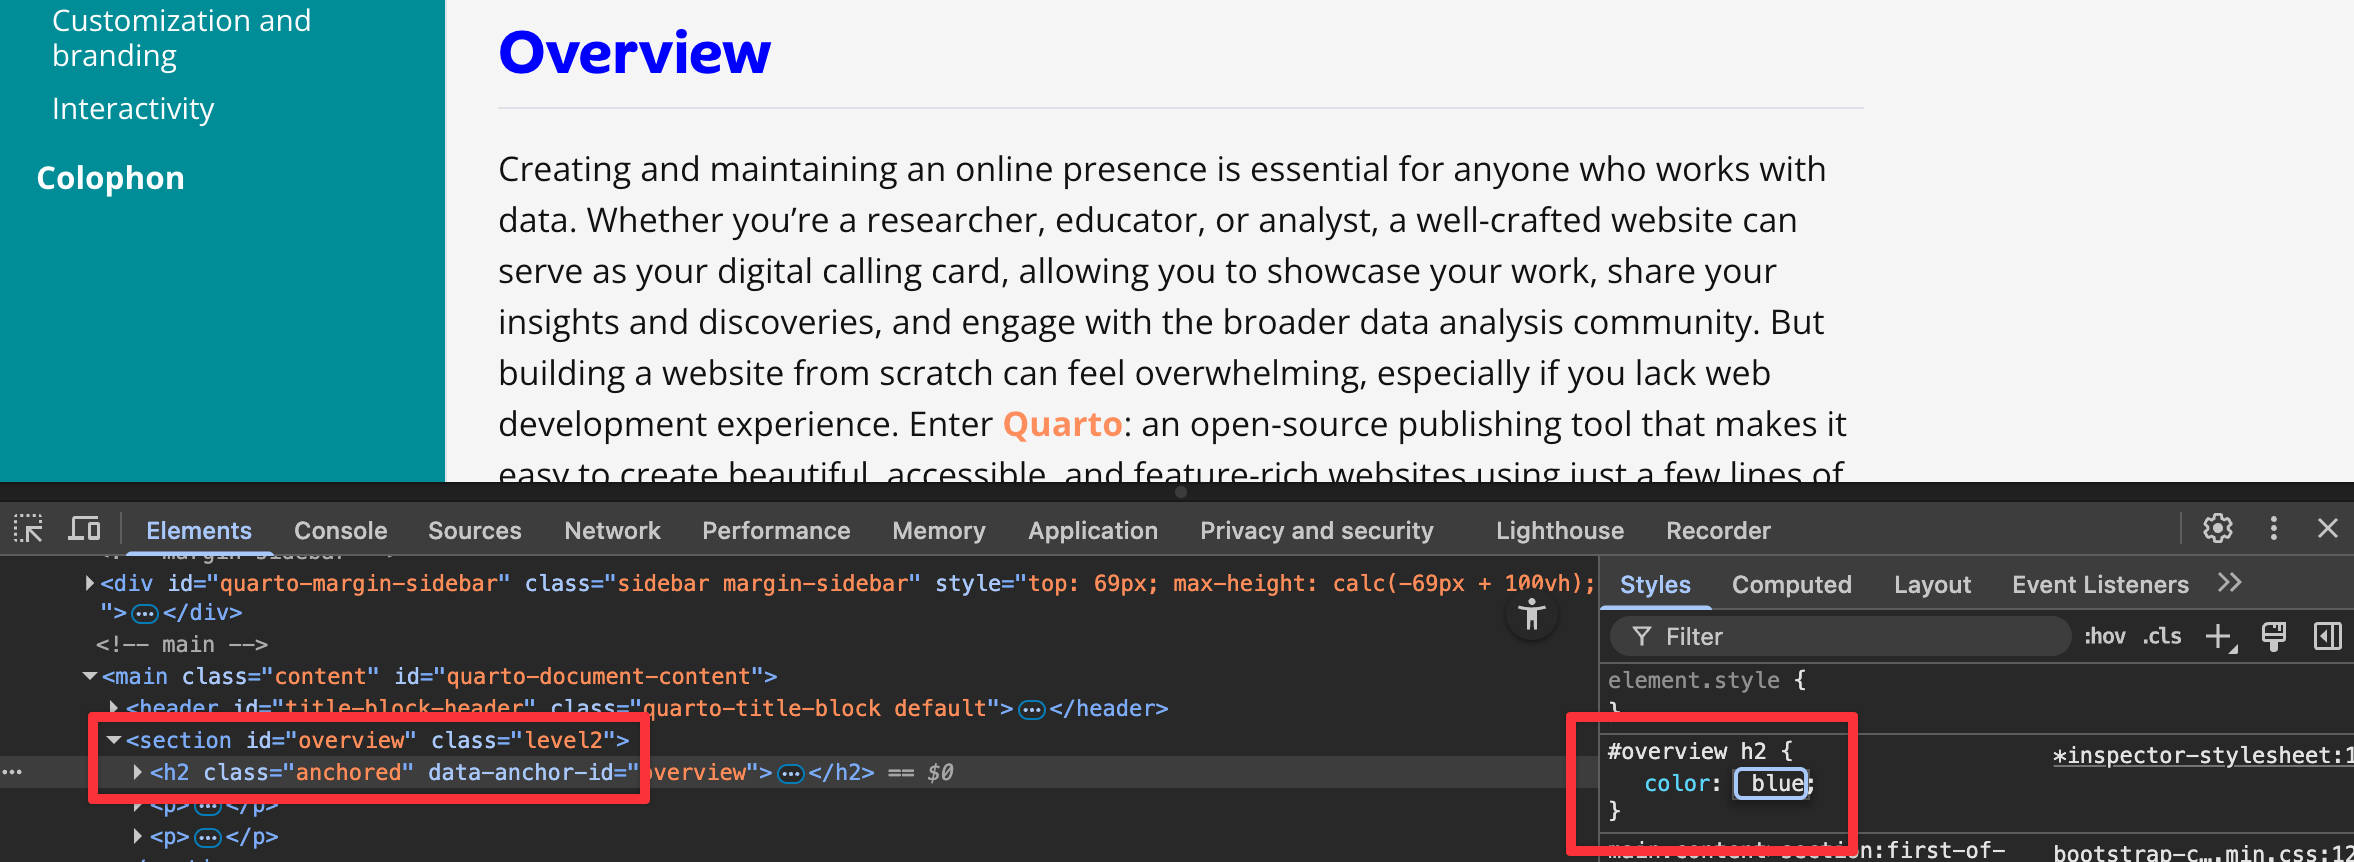 Customization and
branding
Interactivity
Colophon
Overview
Creating and maintaining an online presence is essential for anyone who works with
data. Whether you’re a researcher, educator, or analyst, a well-crafted website can
serve as your digital calling card, allowing you to showcase your work, share your
insights and discoveries, and engage with the broader data analysis community. But
building a website from scratch can feel overwhelming, especially if you lack web
development experience. Enter Quarto: an open-source publishing tool that makes it
easy to create beautiful, accessible, and feature-rich websites using just a few lines of
Elements Console Sources Network Performance Memory Application Privacy and security Lighthouse Recorder
<div id="quarto-margin-sidebar" class="sidebar margin-sidebar" style="top: 69px; max-height: calc(-69px + 100vh);
"> ••• </div>
<!-- main -->
<main class="content" id="quarto-document-content">
<header id="title-block-header" class="quarto-title-block default"> ••• </header>
<section id="overview" class="level2">
••• <h2 class="anchored" data-anchor-id="overview"> ••• </h2> == $0
<p> ••• </p>
<p> ••• </p>
Styles Computed Layout Event Listeners >>
Filter :hov .cls +
element.style {
}
#overview h2 { *inspector-stylesheet:1
color: blue;
}
main.content>section:first-of- bootstrap-c….min.css:12